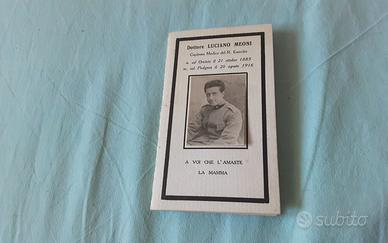 Dottore LUCIANO MEONI
Capitano Medico del R. Esercito
n. ad Orvieto il 21 ottobre 1885
m. sul Podgora il 20 agosto 1916
A VOI CHE L'AMASTE
LA MAMMA
subito